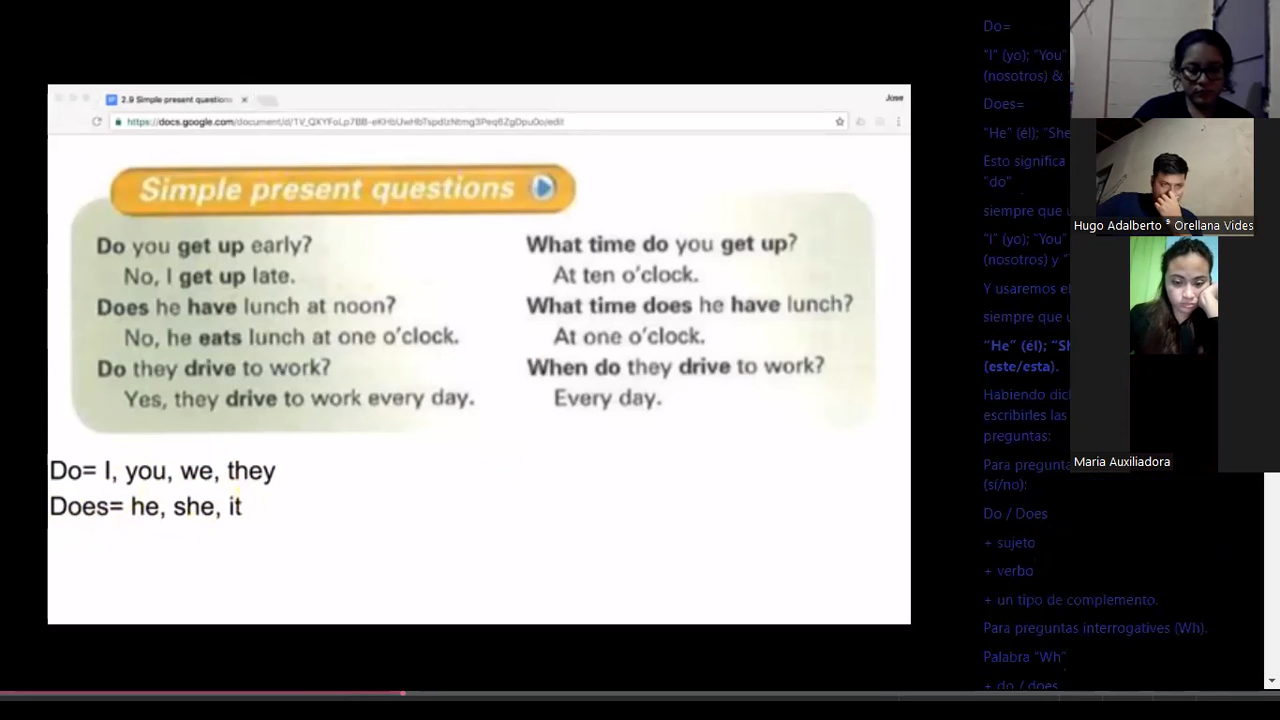 2.9 Simple present questions
Jose
https://docs.google.com/document/d/1V_QXYFoLp7BB-eKHbUwHbTspdlzNtmg3Peq6ZgOpu0o/edit
Simple present questions
Do you get up early?
No, I get up late.
Does he have lunch at noon?
No, he eats lunch at one o'clock.
Do they drive to work?
Yes, they drive to work every day.
What time do you get up?
At ten o'clock.
What time does he have lunch?
At one o'clock.
When do they drive to work?
Every day.
Do= I, you, we, they
Does= he, she, it
Do=
"I" (yo); "You"
(nosotros) &
Does=
"He" (él); "She
Esto significa
"do"
siempre que u
"I" (yo); "You"
(nosotros) y "
Y usaremos el
siempre que u
"He" (él); "Sh
(este/esta).
Habiendo dicl
escribirles las
preguntas:
Para pregunta
(sí/no):
Do / Does
+ sujeto
+ verbo
+ un tipo de complemento.
Para preguntas interrogatives (Wh).
Palabra "Wh"
+ do / does
Hugo Adalberto Orellana Vides
Maria Auxiliadora